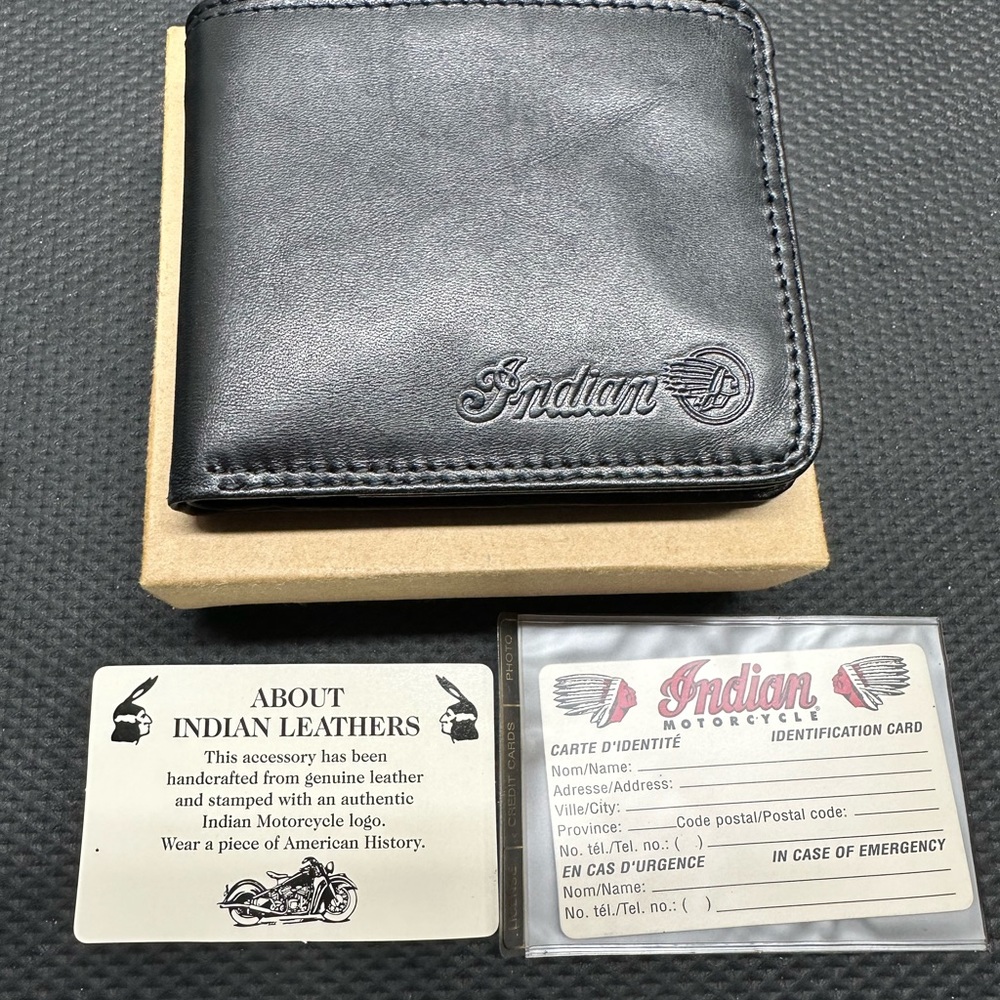 Indian
ABOUT
INDIAN LEATHERS
This accessory has been
handcrafted from genuine leather
and stamped with an authentic
Indian Motorcycle logo.
Wear a piece of American History.
LICENSE | CREDIT CARDS | PHOTO
Indian
MOTORCYCLE®
CARTE D'IDENTITÉ IDENTIFICATION CARD
Nom/Name:
Adresse/Address:
Ville/City:
Province: Code postal/Postal code:
No. tél./Tel. no.: ( )
EN CAS D'URGENCE IN CASE OF EMERGENCY
Nom/Name:
No. tél./Tel. no.: ( )